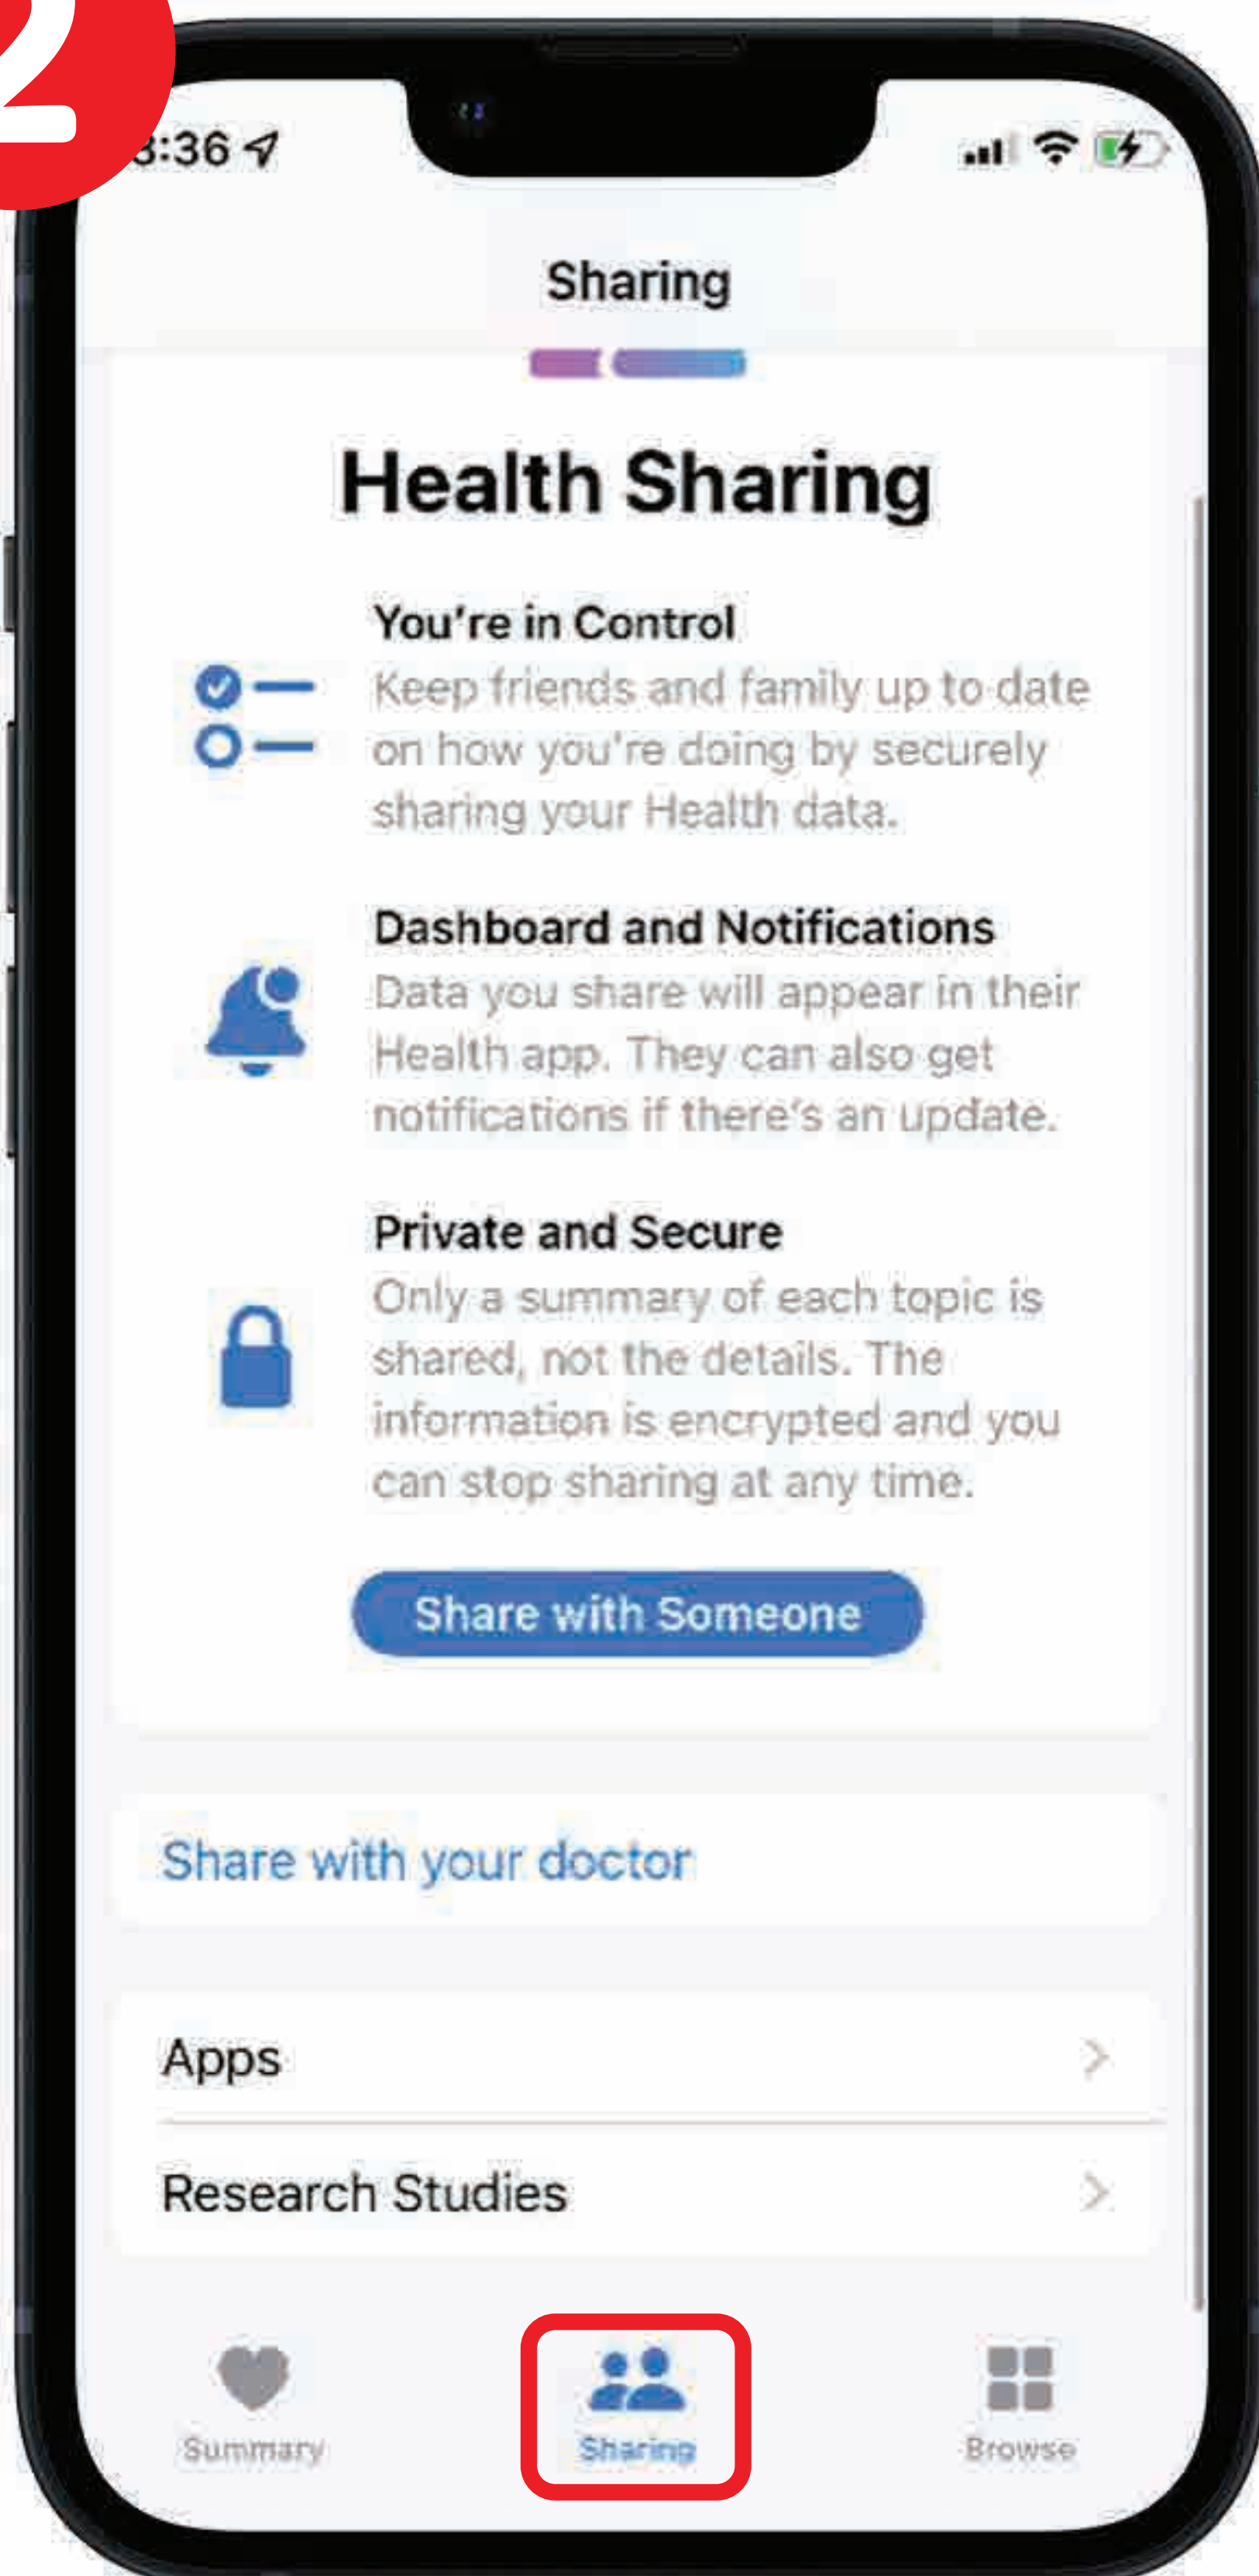 2
3:36
Sharing
Health Sharing
You're in Control
Keep friends and family up to date
on how you're doing by securely
sharing your Health data.
Dashboard and Notifications
Data you share will appear in their
Health app. They can also get
notifications if there's an update.
Private and Secure
Only a summary of each topic is
shared, not the details. The
information is encrypted and you
can stop sharing at any time.
Share with Someone
Share with your doctor
Apps
Research Studies
Summary
Sharing
Browse